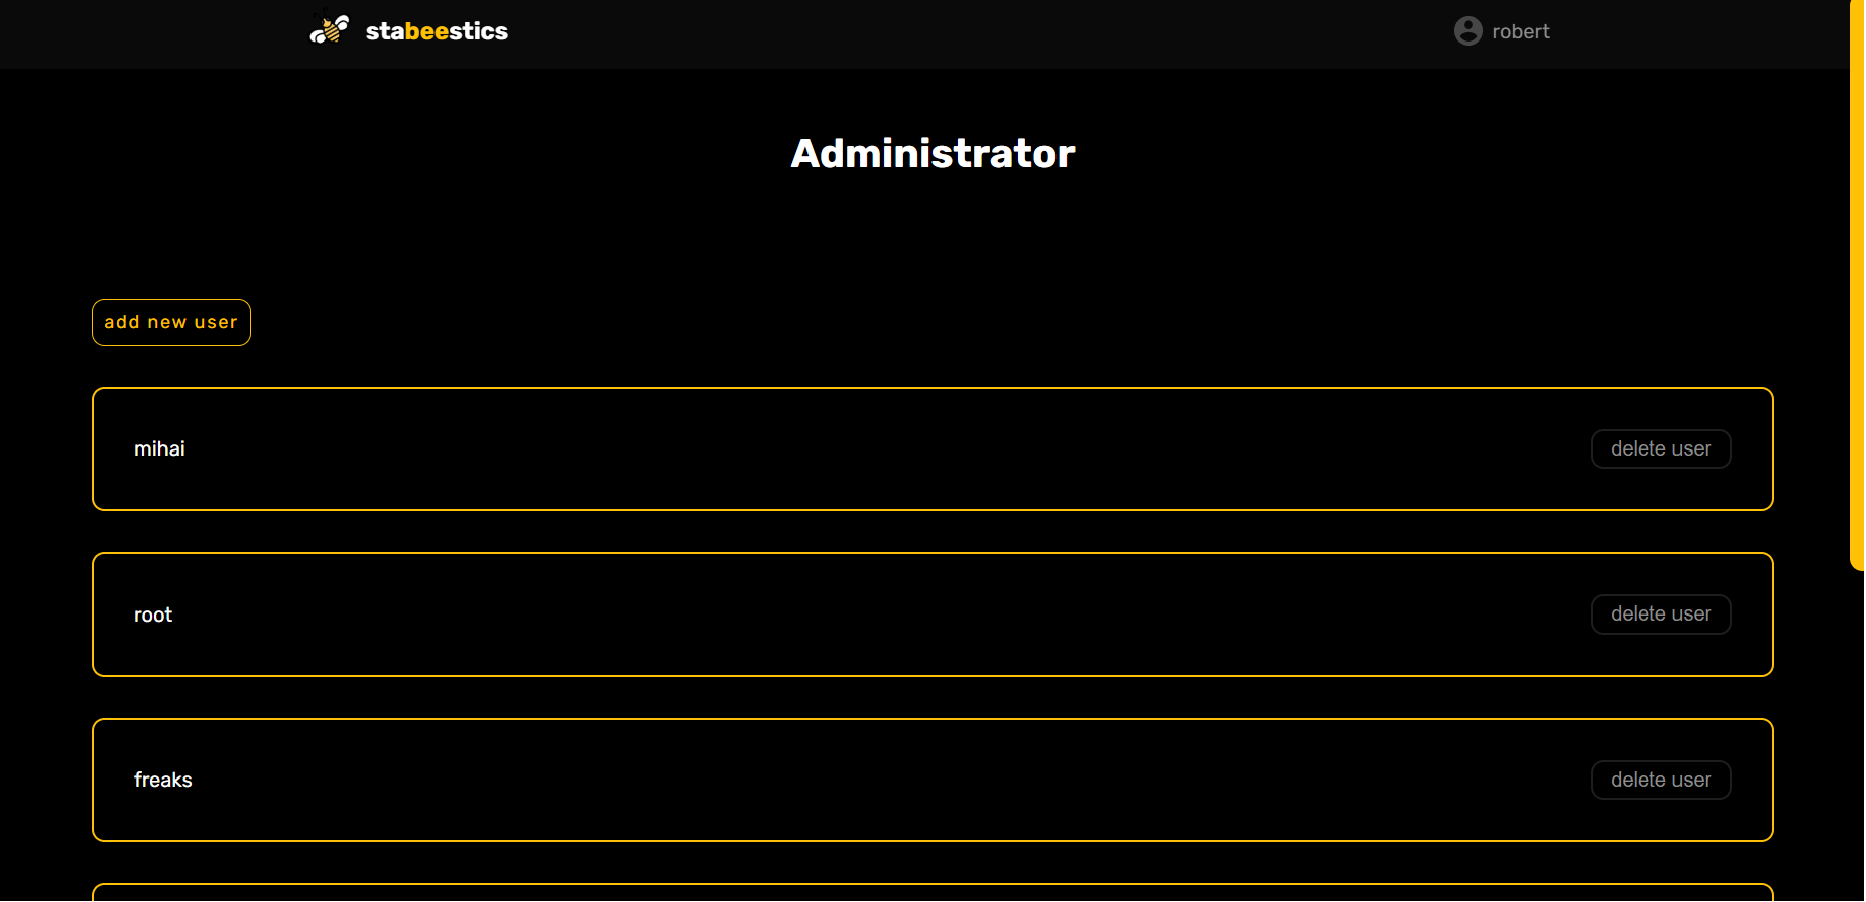 stabeestics
robert
Administrator
add new user
mihai
delete user
root
delete user
freaks
delete user